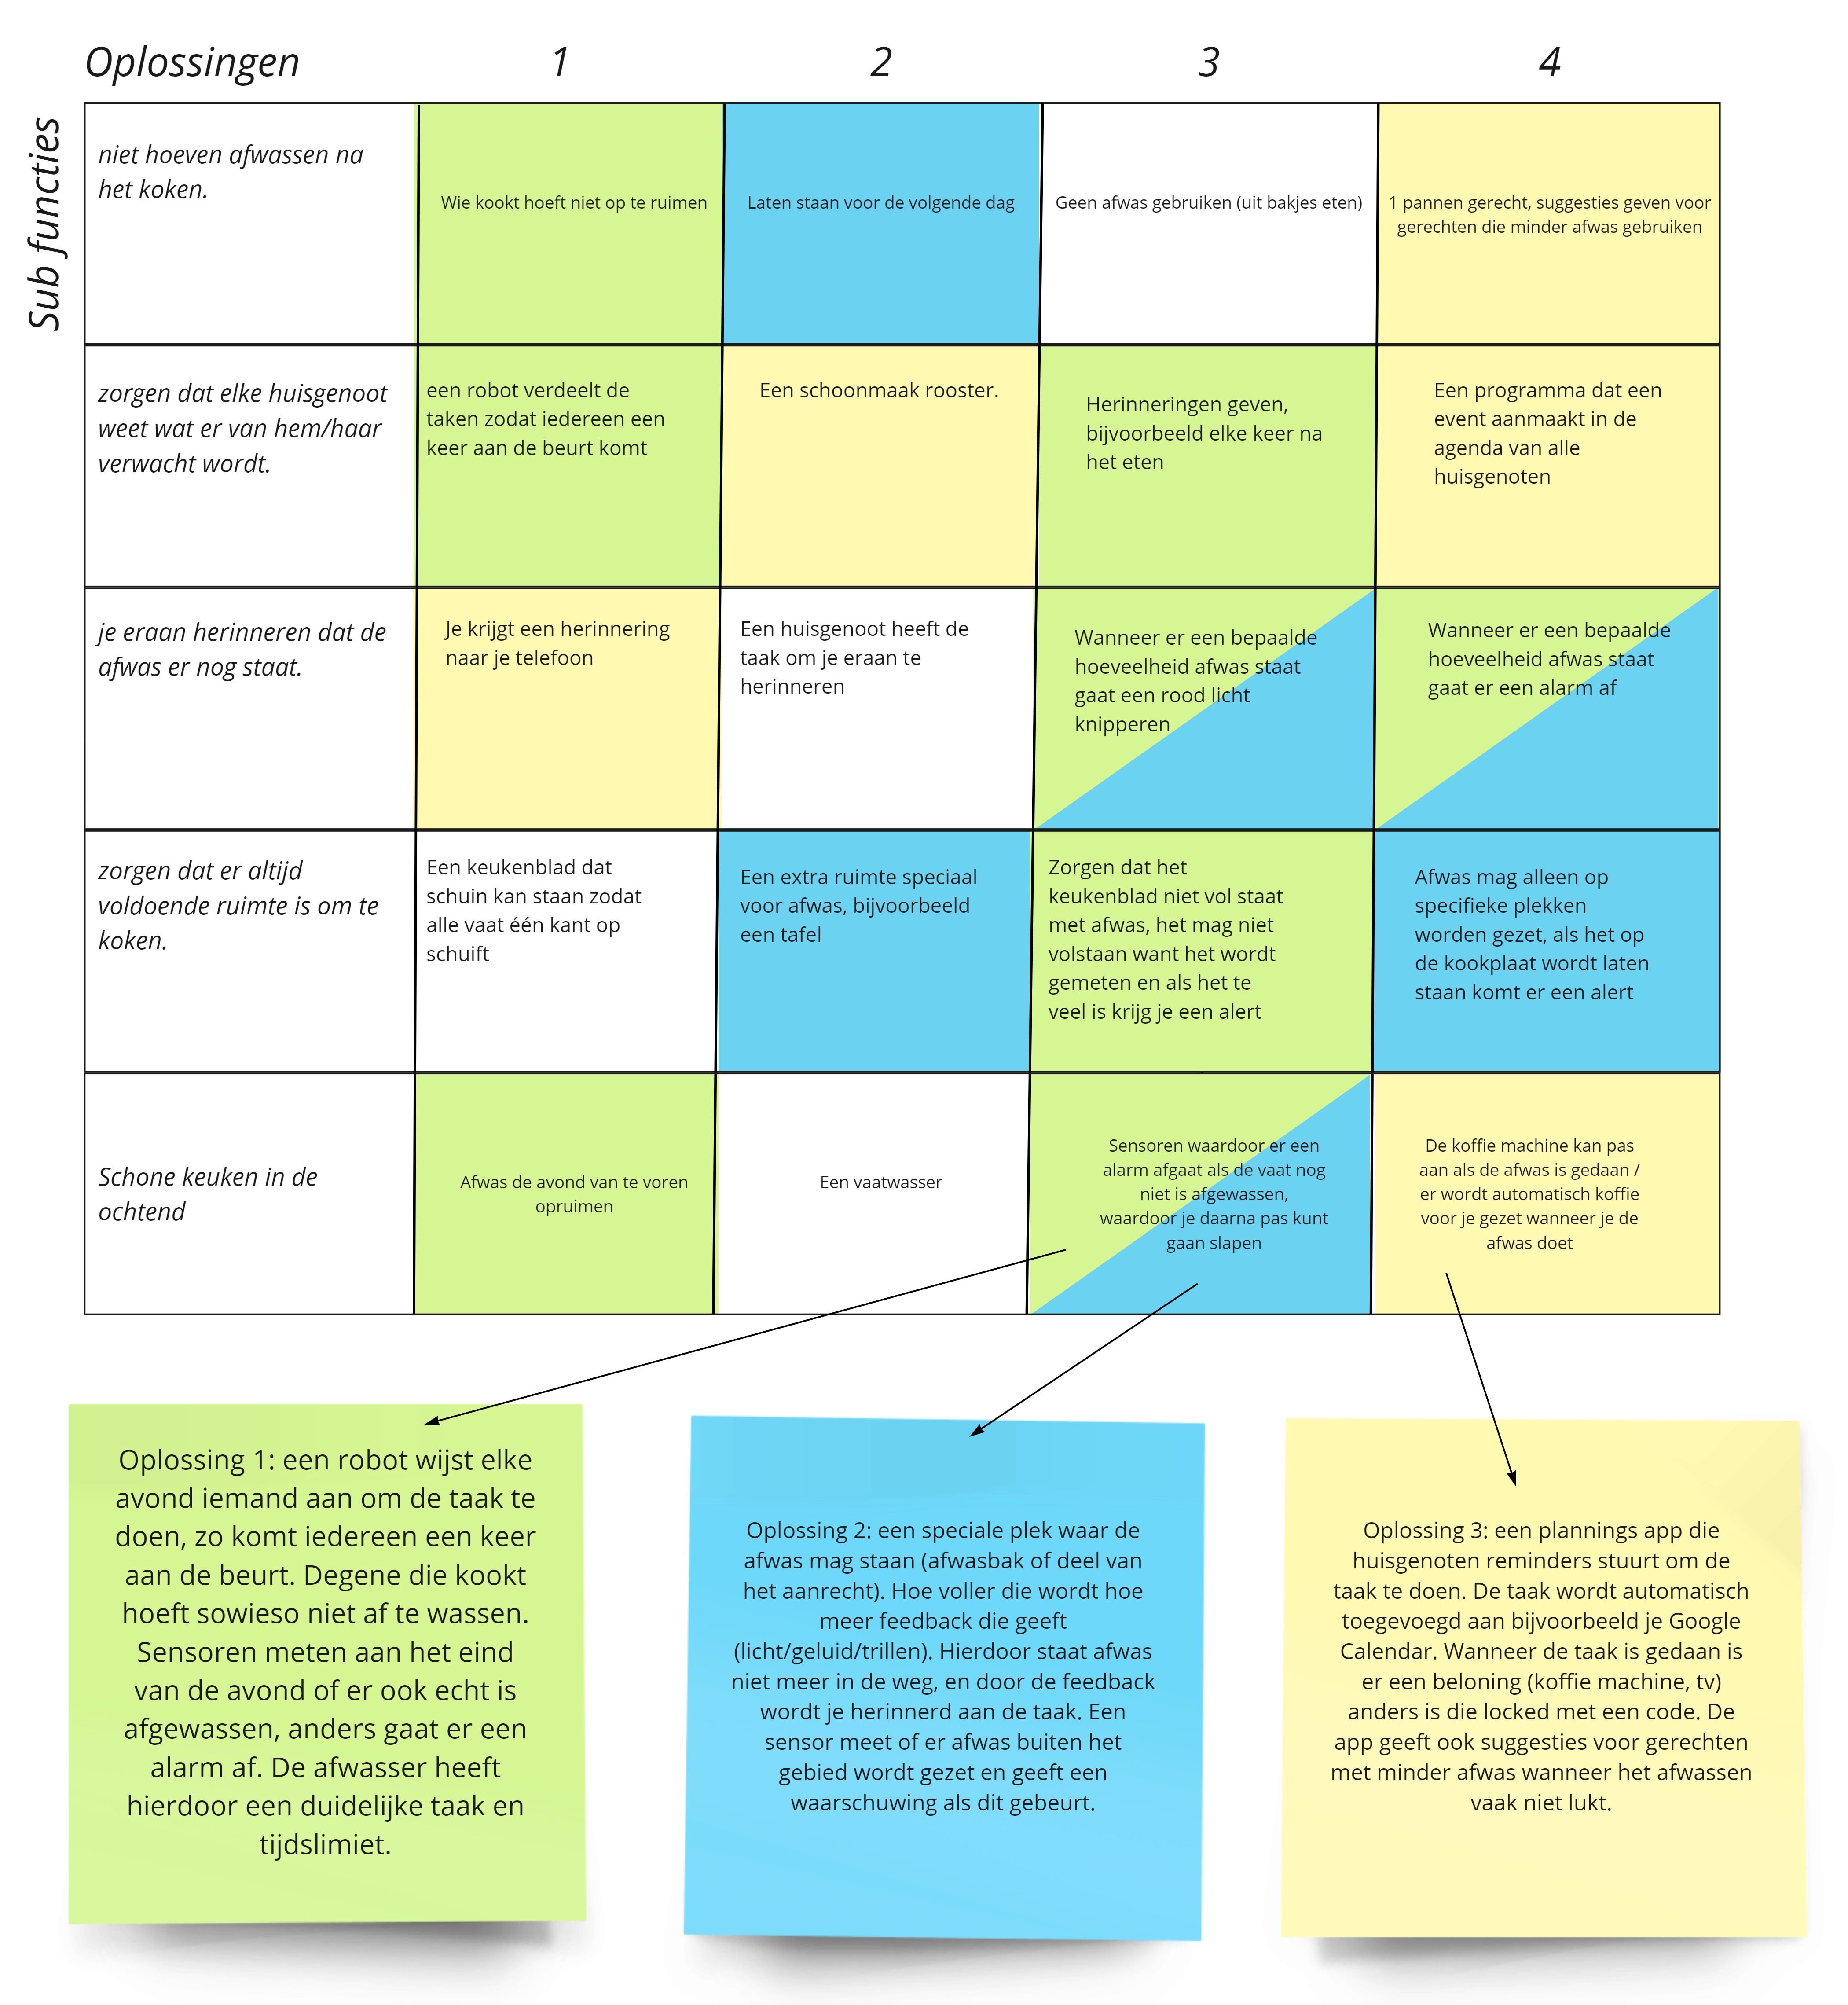 Oplossingen
1
2
3
4
Sub functies
niet hoeven afwassen na
het koken.
Wie kookt hoeft niet op te ruimen
Laten staan voor de volgende dag
Geen afwas gebruiken (uit bakjes eten)
1 pannen gerecht, suggesties geven voor
gerechten die minder afwas gebruiken
zorgen dat elke huisgenoot
weet wat er van hem/haar
verwacht wordt.
een robot verdeelt de
taken zodat iedereen een
keer aan de beurt komt
Een schoonmaak rooster.
Herinneringen geven,
bijvoorbeeld elke keer na
het eten
Een programma dat een
event aanmaakt in de
agenda van alle
huisgenoten
je eraan herinneren dat de
afwas er nog staat.
Je krijgt een herinnering
naar je telefoon
Een huisgenoot heeft de
taak om je eraan te
herinneren
Wanneer er een bepaalde
hoeveelheid afwas staat
gaat een rood licht
knipperen
Wanneer er een bepaalde
hoeveelheid afwas staat
gaat er een alarm af
zorgen dat er altijd
voldoende ruimte is om te
koken.
Een keukenblad dat
schuin kan staan zodat
alle vaat één kant op
schuift
Een extra ruimte speciaal
voor afwas, bijvoorbeeld
een tafel
Zorgen dat het
keukenblad niet vol staat
met afwas, het mag niet
volstaan want het wordt
gemeten en als het te
veel is krijg je een alert
Afwas mag alleen op
specifieke plekken
worden gezet, als het op
de kookplaat wordt laten
staan komt er een alert
Schone keuken in de
ochtend
Afwas de avond van te voren
opruimen
Een vaatwasser
Sensoren waardoor er een
alarm afgaat als de vaat nog
niet is afgewassen,
waardoor je daarna pas kunt
gaan slapen
De koffie machine kan pas
aan als de afwas is gedaan /
er wordt automatisch koffie
voor je gezet wanneer je de
afwas doet
Oplossing 1: een robot wijst elke
avond iemand aan om de taak te
doen, zo komt iedereen een keer
aan de beurt. Degene die kookt
hoeft sowieso niet af te wassen.
Sensoren meten aan het eind
van de avond of er ook echt is
afgewassen, anders gaat er een
alarm af. De afwasser heeft
hierdoor een duidelijke taak en
tijdslimiet.
Oplossing 2: een speciale plek waar de
afwas mag staan (afwasbak of deel van
het aanrecht). Hoe voller die wordt hoe
meer feedback die geeft
(licht/geluid/trillen). Hierdoor staat afwas
niet meer in de weg, en door de feedback
wordt je herinnerd aan de taak. Een
sensor meet of er afwas buiten het
gebied wordt gezet en geeft een
waarschuwing als dit gebeurt.
Oplossing 3: een plannings app die
huisgenoten reminders stuurt om de
taak te doen. De taak wordt automatisch
toegevoegd aan bijvoorbeeld je Google
Calendar. Wanneer de taak is gedaan is
er een beloning (koffie machine, tv)
anders is die locked met een code. De
app geeft ook suggesties voor gerechten
met minder afwas wanneer het afwassen
vaak niet lukt.